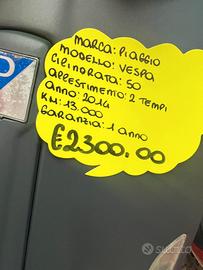 MARCA: PIAGGIO
MODELLO: VESPA
CILINDRATA: 50
APPRESTIMENTO: 2 TEMPI
ANNO: 2014
KM: 13.000
GARANZIA: 1 ANNO
€2300.00
SUBITO